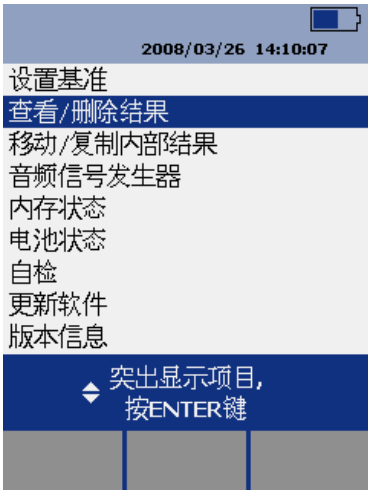 2008/03/26 14:10:07
设置基准
查看/删除结果
移动/复制内部结果
音频信号发生器
内存状态
电池状态
自检
更新软件
版本信息
突出显示项目,
按ENTER键